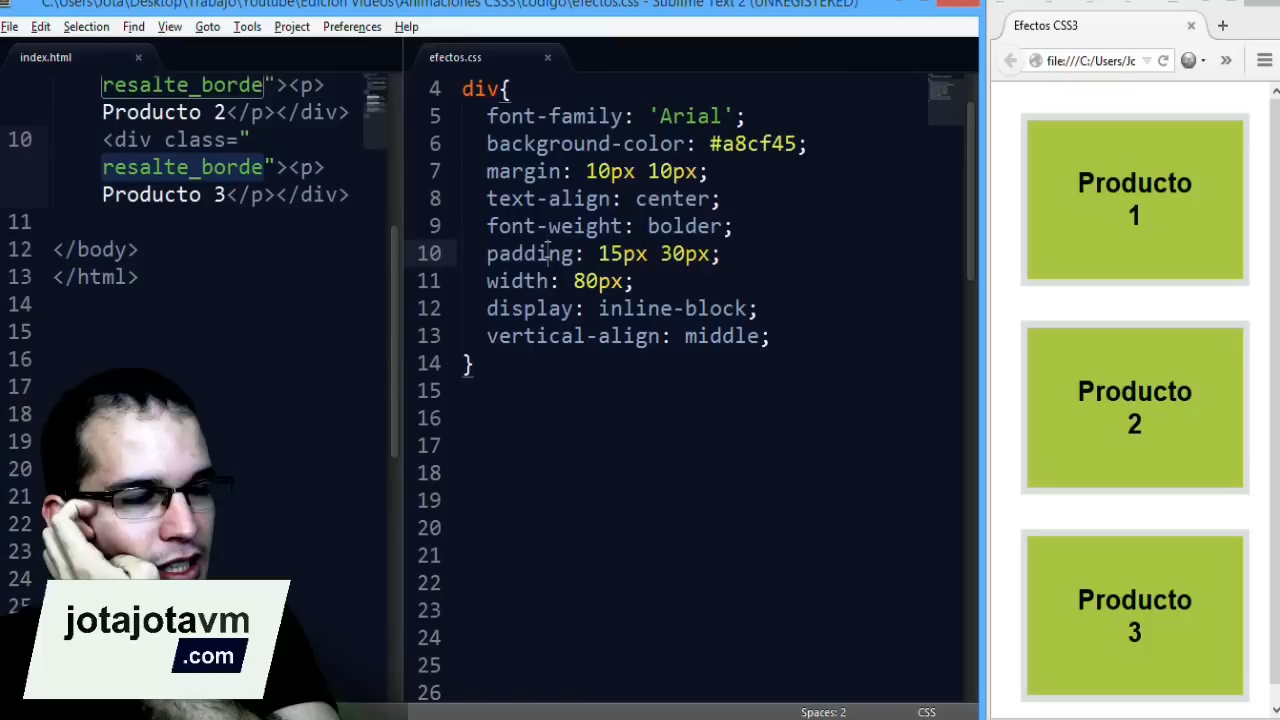 C:\Users\Jota\Desktop\Trabajo\Youtube\Edicion Videos\Animaciones CSS3\codigo\efectos.css - Sublime Text 2 (UNREGISTERED)
File Edit Selection Find View Goto Tools Project Preferences Help
index.html
resalte_borde"><p>
Producto 2</p></div>
10 <div class="
resalte_borde"><p>
Producto 3</p></div>
11
12 </body>
13 </html>
14
15
16
17
18
19
20
21
22
23
24
25
efectos.css
4 div{
5 font-family: 'Arial';
6 background-color: #a8cf45;
7 margin: 10px 10px;
8 text-align: center;
9 font-weight: bolder;
10 padding: 15px 30px;
11 width: 80px;
12 display: inline-block;
13 vertical-align: middle;
14 }
15
16
17
18
19
20
21
22
23
24
25
26
Spaces: 2 CSS
Efectos CSS3
file:///C:/Users/Jc
Producto
1
Producto
2
Producto
3
jotajotavm
.com